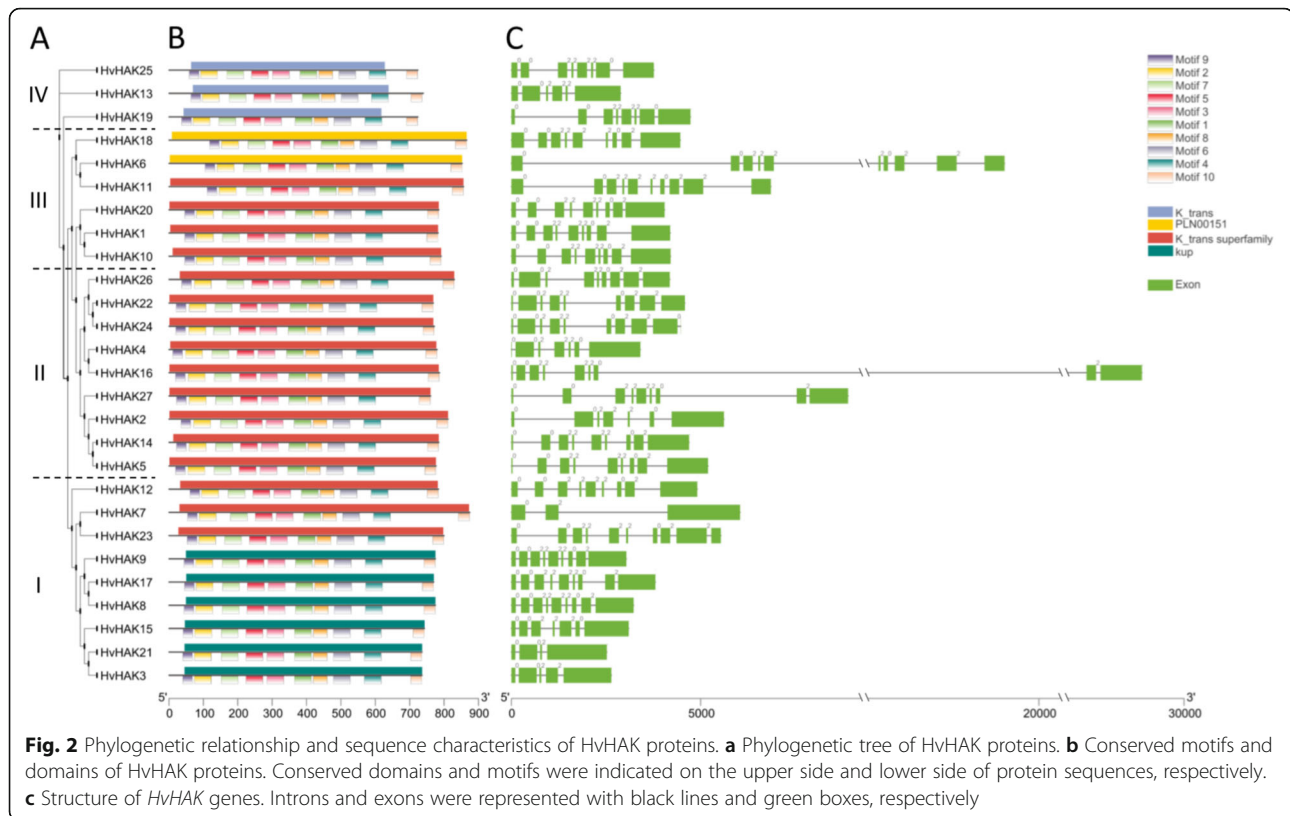 A
B
C
IV
III
II
I
HvHAK25
HvHAK13
HvHAK19
HvHAK18
HvHAK6
HvHAK11
HvHAK20
HvHAK1
HvHAK10
HvHAK26
HvHAK22
HvHAK24
HvHAK4
HvHAK16
HvHAK27
HvHAK2
HvHAK14
HvHAK5
HvHAK12
HvHAK7
HvHAK23
HvHAK9
HvHAK17
HvHAK8
HvHAK15
HvHAK21
HvHAK3
5' 3'
0 100 200 300 400 500 600 700 800 900
5' 3'
0 5000 20000 30000
Motif 9
Motif 2
Motif 7
Motif 5
Motif 3
Motif 1
Motif 8
Motif 6
Motif 4
Motif 10
K_trans
PLN00151
K_trans superfamily
kup
Exon
Fig. 2 Phylogenetic relationship and sequence characteristics of HvHAK proteins. a Phylogenetic tree of HvHAK proteins. b Conserved motifs and
domains of HvHAK proteins. Conserved domains and motifs were indicated on the upper side and lower side of protein sequences, respectively.
c Structure of HvHAK genes. Introns and exons were represented with black lines and green boxes, respectively